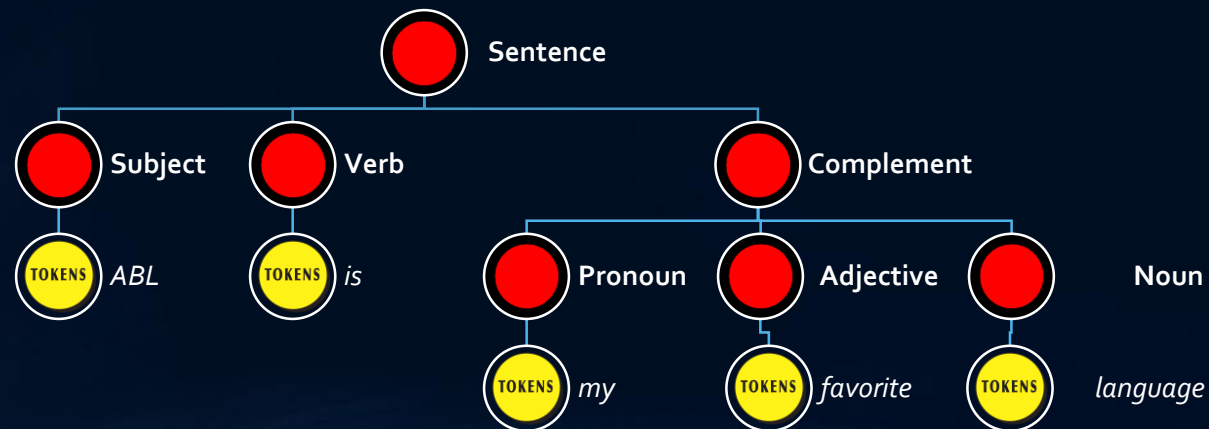 Sentence
Subject Verb Complement
TOKENS ABL TOKENS is Pronoun Adjective Noun
TOKENS my TOKENS favorite TOKENS language